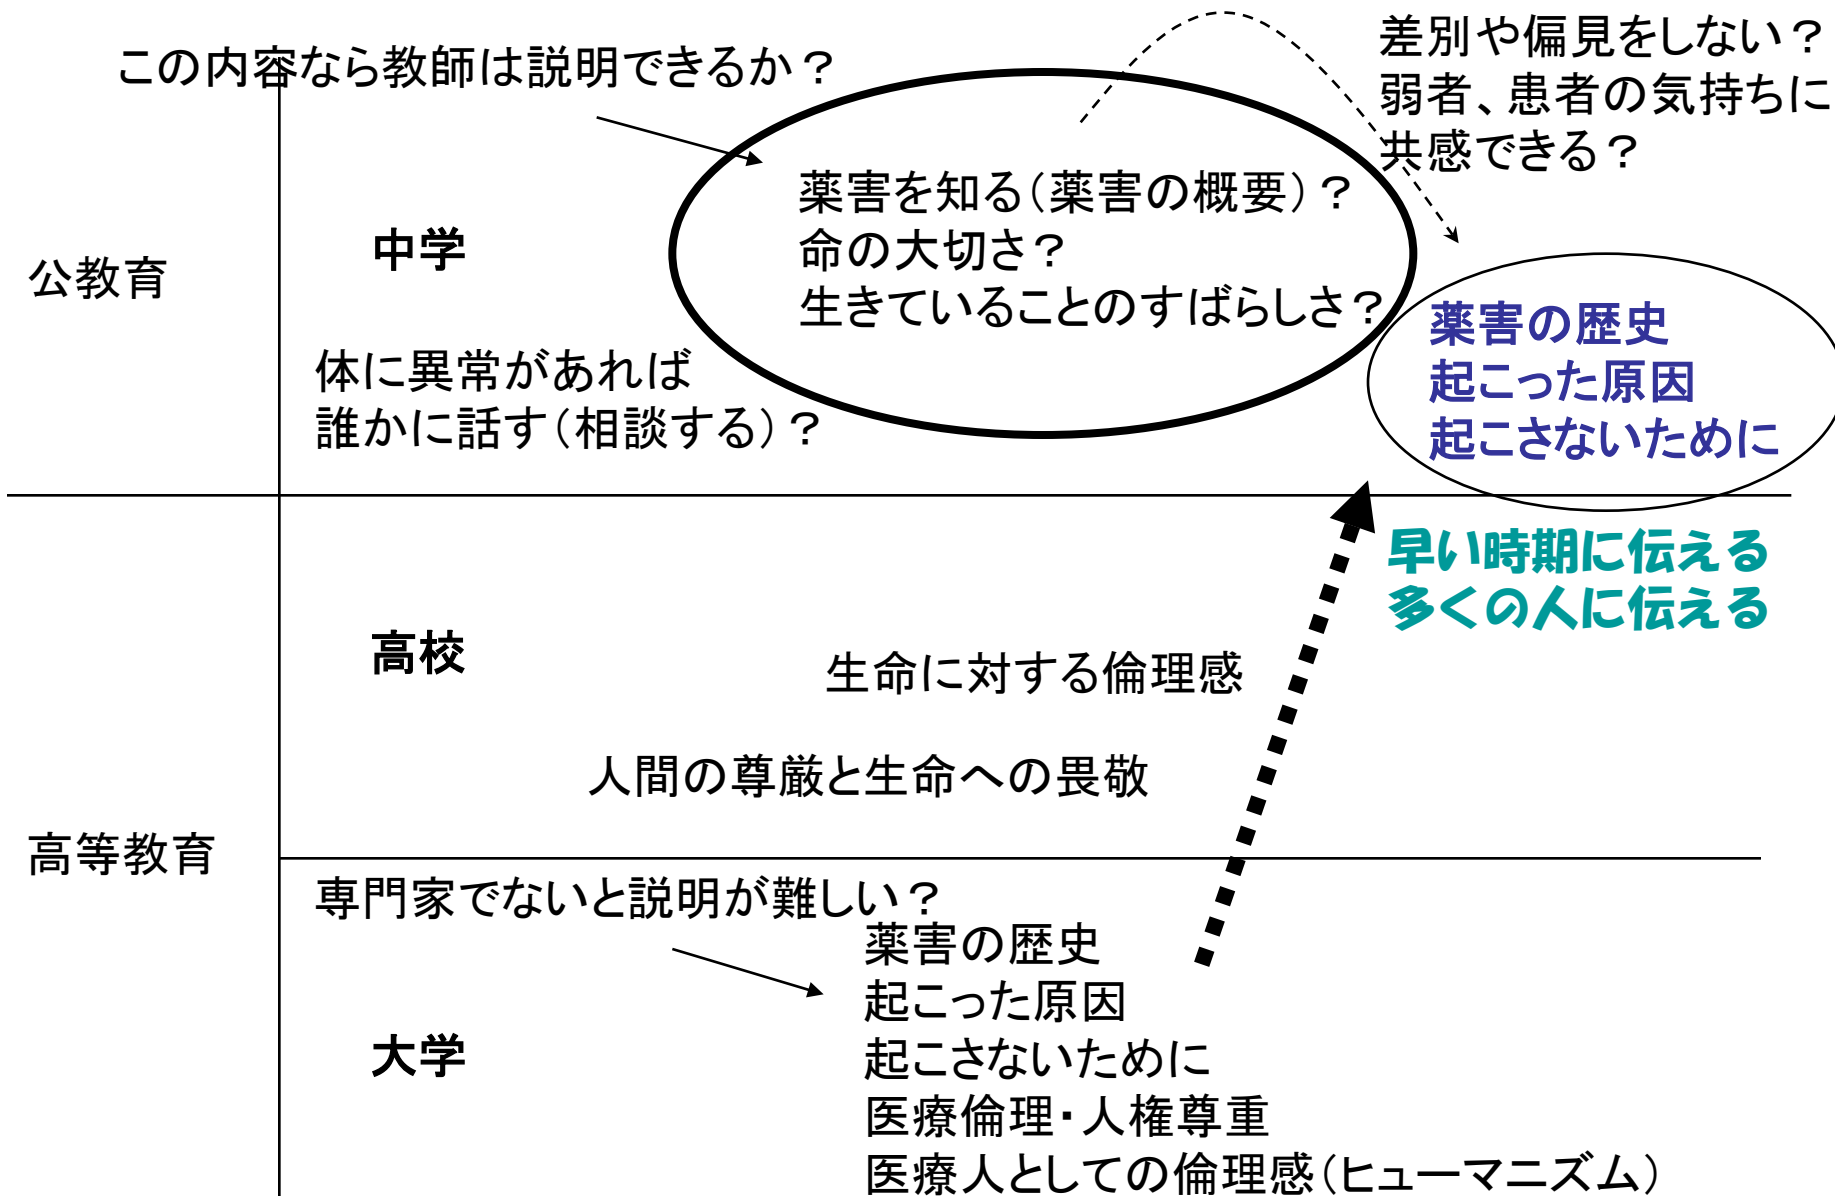 この内容なら教師は説明できるか？
差別や偏見をしない？
弱者、患者の気持ちに
共感できる？
公教育
中学
薬害を知る（薬害の概要）？
命の大切さ？
生きていることのすばらしさ？
体に異常があれば
誰かに話す（相談する）？
薬害の歴史
起こった原因
起こさないために
早い時期に伝える
多くの人に伝える
高等教育
高校
生命に対する倫理感
人間の尊厳と生命への畏敬
専門家でないと説明が難しい？
大学
薬害の歴史
起こった原因
起こさないために
医療倫理・人権尊重
医療人としての倫理感（ヒューマニズム）